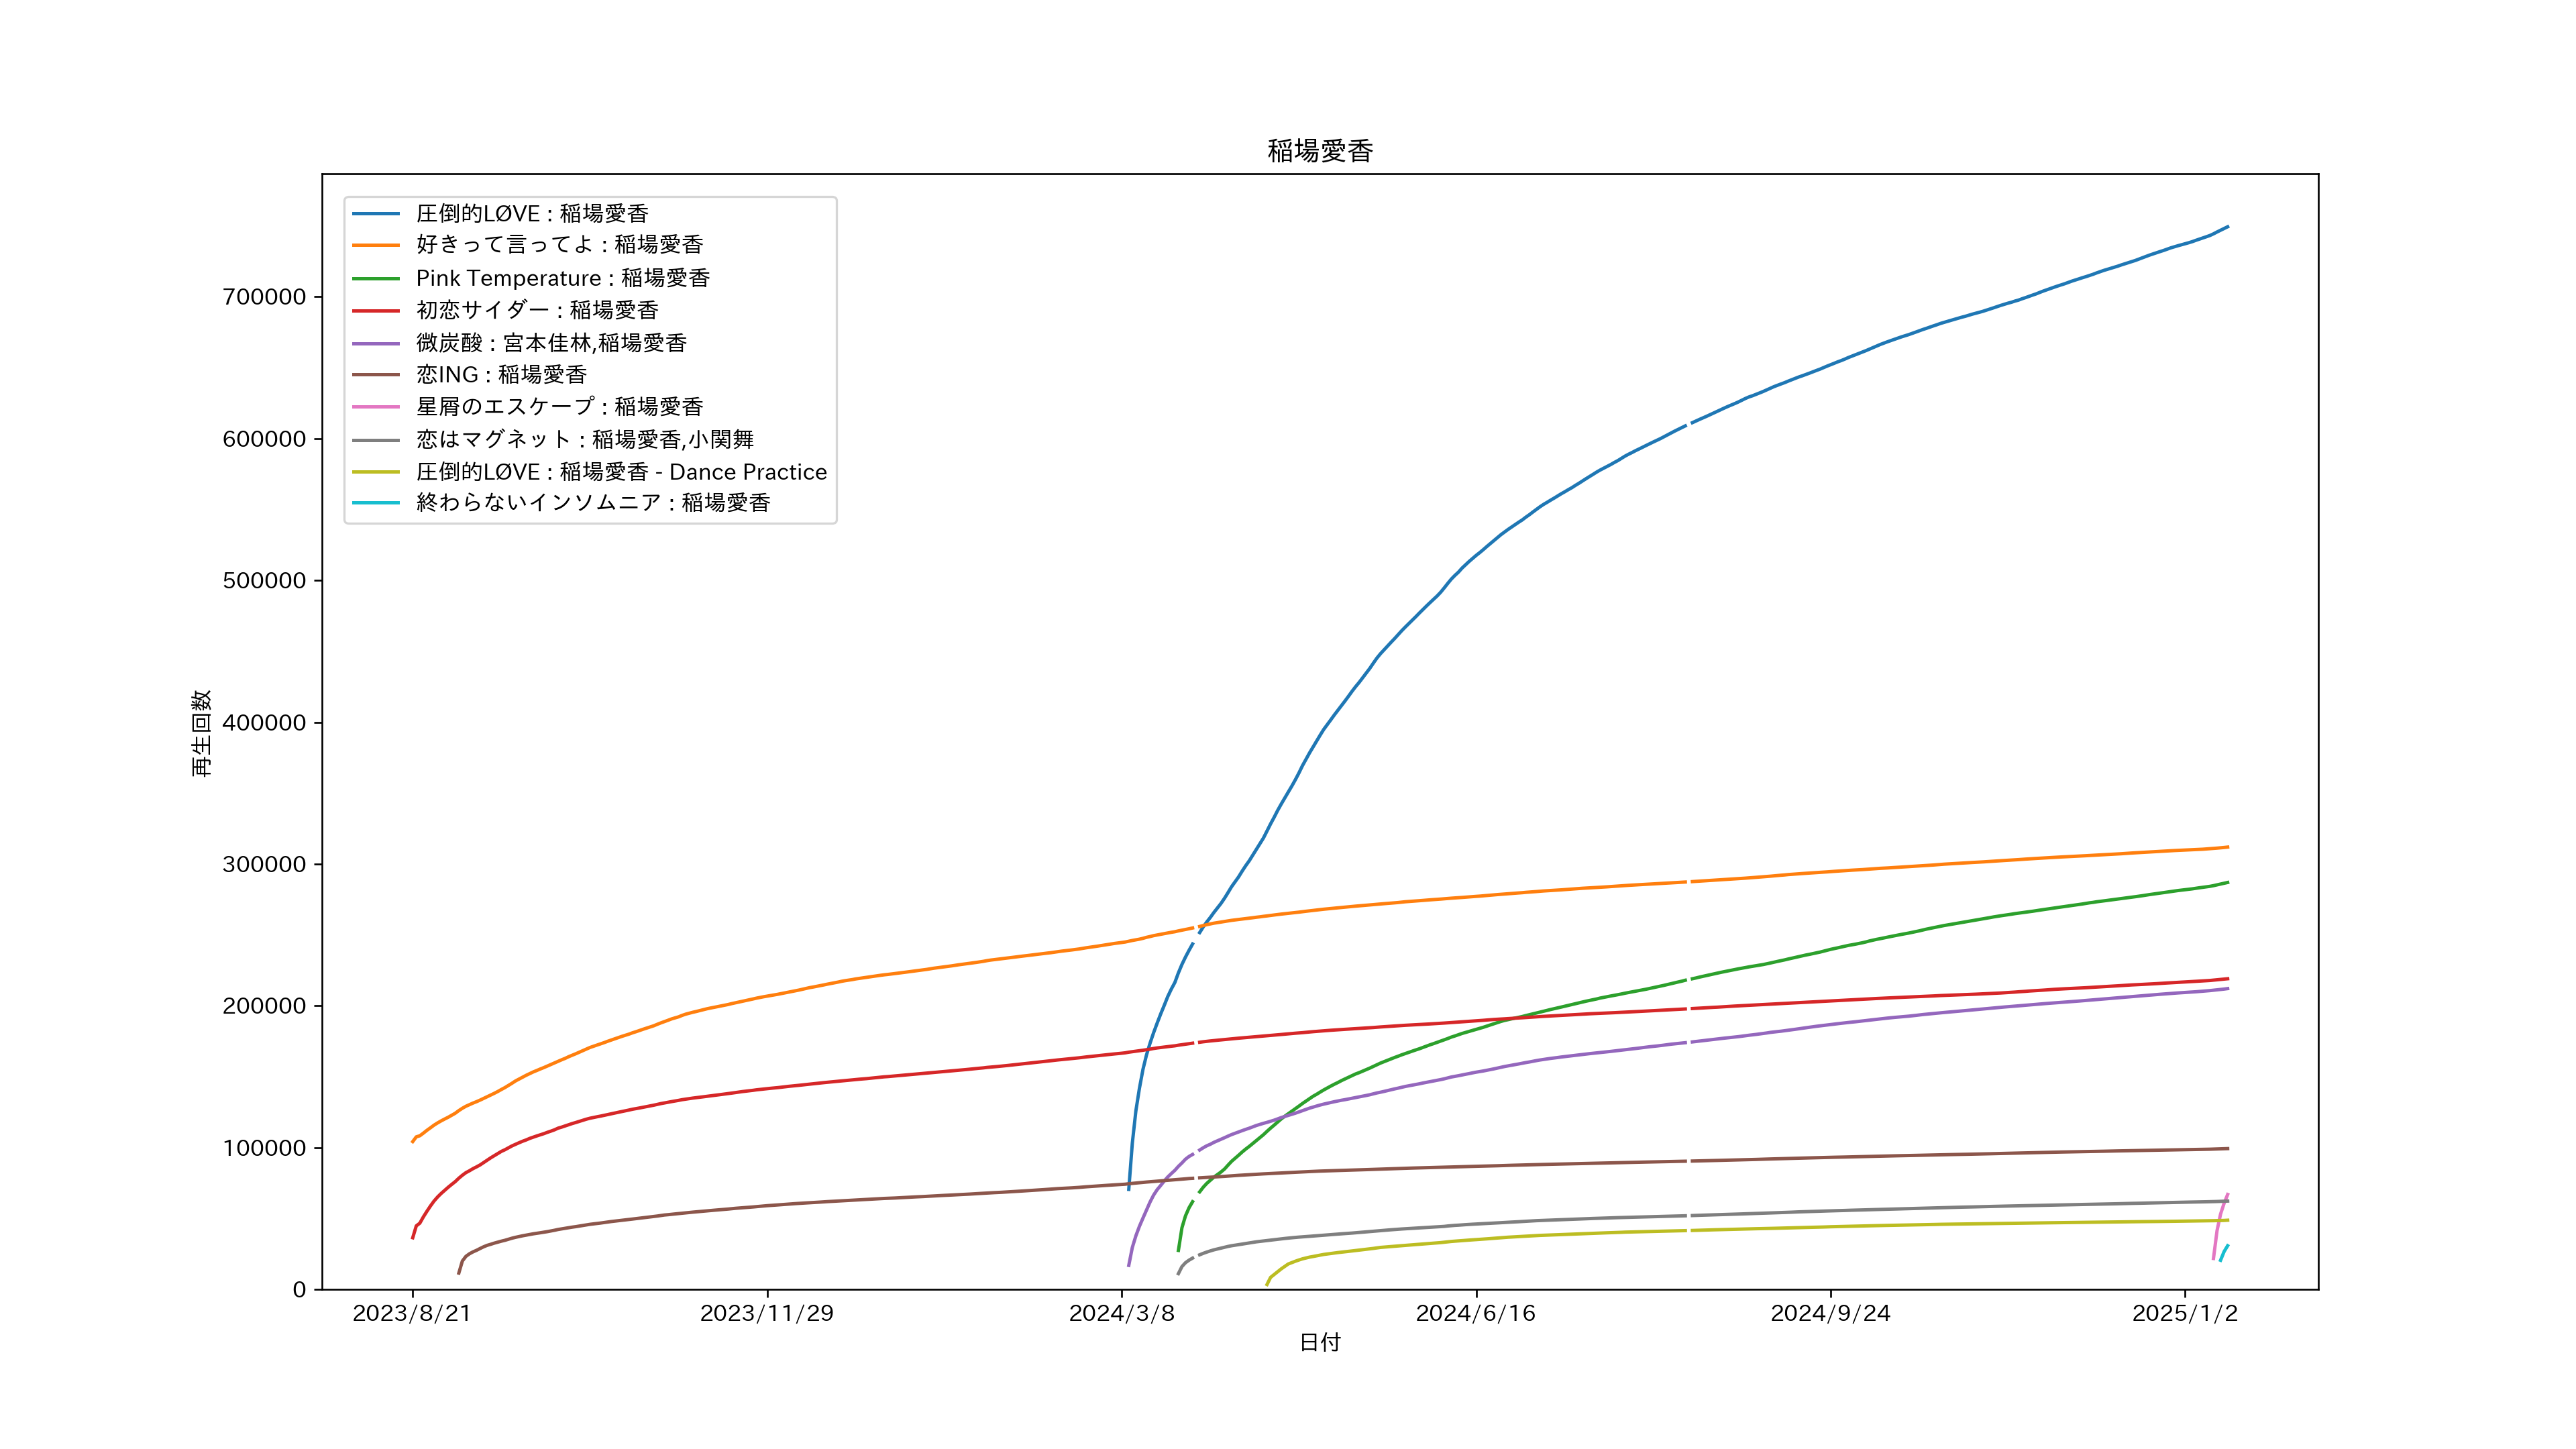 稲場愛香
圧倒的LØVE : 稲場愛香
好きって言ってよ : 稲場愛香
Pink Temperature : 稲場愛香
初恋サイダー : 稲場愛香
微炭酸 : 宮本佳林,稲場愛香
恋ING : 稲場愛香
星屑のエスケープ : 稲場愛香
恋はマグネット : 稲場愛香,小関舞
圧倒的LØVE : 稲場愛香 - Dance Practice
終わらないインソムニア : 稲場愛香
700000
600000
500000
400000
300000
200000
100000
0
再生回数
2023/8/21
2023/11/29
2024/3/8
2024/6/16
2024/9/24
2025/1/2
日付